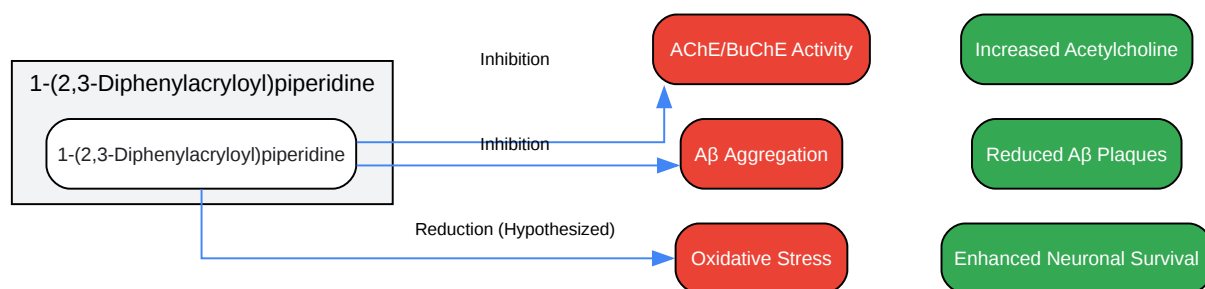 1-(2,3-Diphenylacryloyl)piperidine
1-(2,3-Diphenylacryloyl)piperidine
Inhibition
AChE/BuChE Activity
Increased Acetylcholine
Inhibition
Aβ Aggregation
Reduced Aβ Plaques
Reduction (Hypothesized)
Oxidative Stress
Enhanced Neuronal Survival